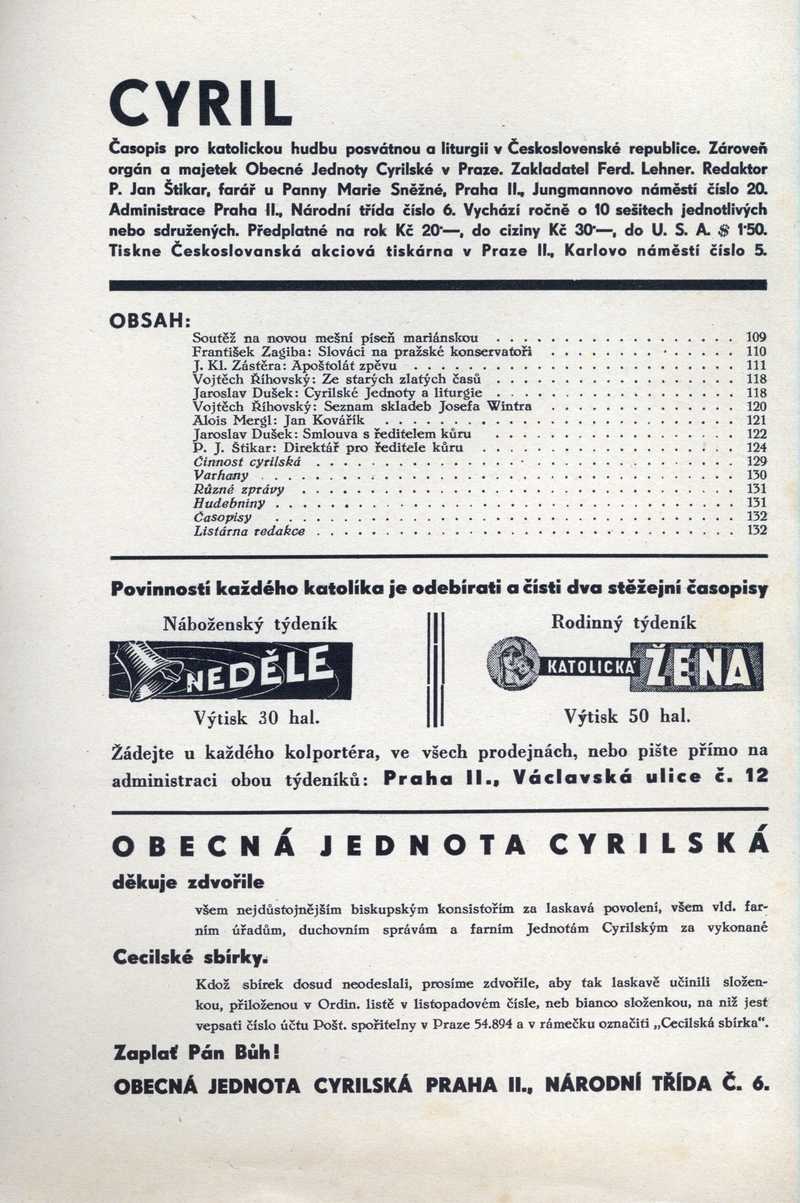 CYRIL
Časopis pro katolickou hudbu posvátnou a liturgii v Československé republice. Zároveň
orgán a majetek Obecné Jednoty Cyrilské v Praze. Zakladatel Ferd. Lehner. Redaktor
P. Jan Štikar, farář u Panny Marie Sněžné, Praha II., Jungmannovo náměstí číslo 20.
Administrace Praha II., Národní třída číslo 6. Vychází ročně o 10 sešitech jednotlivých
nebo sdružených. Předplatné na rok Kč 20·—, do ciziny Kč 30·—, do U. S. A. $ 1·50.
Tiskne Českoslovanská akciová tiskárna v Praze II., Karlovo náměstí číslo 5.
OBSAH:
Soutěž na novou mešní píseň mariánskou . . . . . . . . . . . . . . . . . . 109
František Zagiba: Slováci na pražské konservatoři . . . . . . . . . . . . . . 110
J. Kl. Zástěra: Apoštolát zpěvu . . . . . . . . . . . . . . . . . . . . . . . . 111
Vojtěch Říhovský: Ze starých zlatých časů . . . . . . . . . . . . . . . . . . 118
Jaroslav Dušek: Cyrilské Jednoty a liturgie . . . . . . . . . . . . . . . . . . 118
Vojtěch Říhovský: Seznam skladeb Josefa Wintra . . . . . . . . . . . . . . 120
Alois Mergl: Jan Kovářík . . . . . . . . . . . . . . . . . . . . . . . . . . 121
Jaroslav Dušek: Smlouva s ředitelem kůru . . . . . . . . . . . . . . . . . . 122
P. J. Štikar: Direktář pro ředitele kůru . . . . . . . . . . . . . . . . . . . 124
Činnost cyrilská . . . . . . . . . . . . . . . . . . . . . . . . . . . . . . . 129
Varhany . . . . . . . . . . . . . . . . . . . . . . . . . . . . . . . . . . . 130
Různé zprávy . . . . . . . . . . . . . . . . . . . . . . . . . . . . . . . . 131
Hudebniny . . . . . . . . . . . . . . . . . . . . . . . . . . . . . . . . . . 131
Časopisy . . . . . . . . . . . . . . . . . . . . . . . . . . . . . . . . . . 132
Listárna redakce . . . . . . . . . . . . . . . . . . . . . . . . . . . . . . . 132
Povinností každého katolíka je odebírati a čísti dva stěžejní časopisy
Náboženský týdeník
NEDĚLE
Výtisk 30 hal.
Rodinný týdeník
KATOLICKÁ ŽENA
Výtisk 50 hal.
Žádejte u každého kolportéra, ve všech prodejnách, nebo pište přímo na
administraci obou týdeníků: Praha II., Václavská ulice č. 12
OBECNÁ JEDNOTA CYRILSKÁ
děkuje zdvořile
všem nejdůstojnějším biskupským konsistořím za laskavá povolení, všem vld. far-
ním úřadům, duchovním správám a farním Jednotám Cyrilským za vykonané
Cecilské sbírky.
Kdož sbírek dosud neodeslali, prosíme zdvořile, aby tak laskavě učinili složen-
kou, přiloženou v Ordin. listě v listopadovém čísle, neb bianco složenkou, na niž jest
vepsati číslo účtu Pošt. spořitelny v Praze 54.894 a v rámečku označiti „Cecilská sbírka“.
Zaplať Pán Bůh!
OBECNÁ JEDNOTA CYRILSKÁ PRAHA II., NÁRODNÍ TŘÍDA Č. 6.